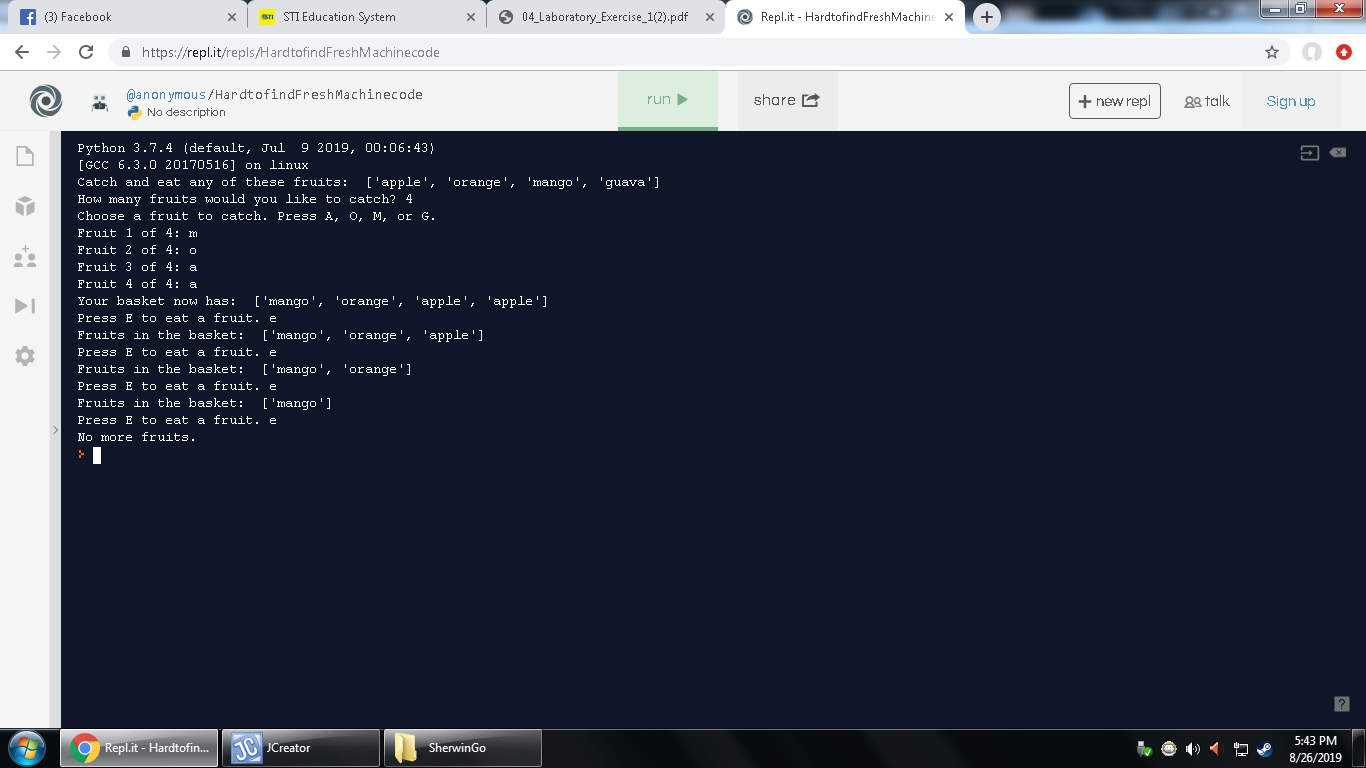 (3) Facebook
STI Education System
04_Laboratory_Exercise_1(2).pdf
Repl.it - HardtofindFreshMachine
https://repl.it/repls/HardtofindFreshMachinecode
@anonymous/HardtofindFreshMachinecode
No description
run
share
+ new repl
talk
Sign up
Python 3.7.4 (default, Jul  9 2019, 00:06:43)
[GCC 6.3.0 20170516] on linux
Catch and eat any of these fruits:  ['apple', 'orange', 'mango', 'guava']
How many fruits would you like to catch? 4
Choose a fruit to catch. Press A, O, M, or G.
Fruit 1 of 4: m
Fruit 2 of 4: o
Fruit 3 of 4: a
Fruit 4 of 4: a
Your basket now has:  ['mango', 'orange', 'apple', 'apple']
Press E to eat a fruit. e
Fruits in the basket:  ['mango', 'orange', 'apple']
Press E to eat a fruit. e
Fruits in the basket:  ['mango', 'orange']
Press E to eat a fruit. e
Fruits in the basket:  ['mango']
Press E to eat a fruit. e
No more fruits.
?
Repl.it - Hardtofin...
JCreator
SherwinGo
5:43 PM
8/26/2019